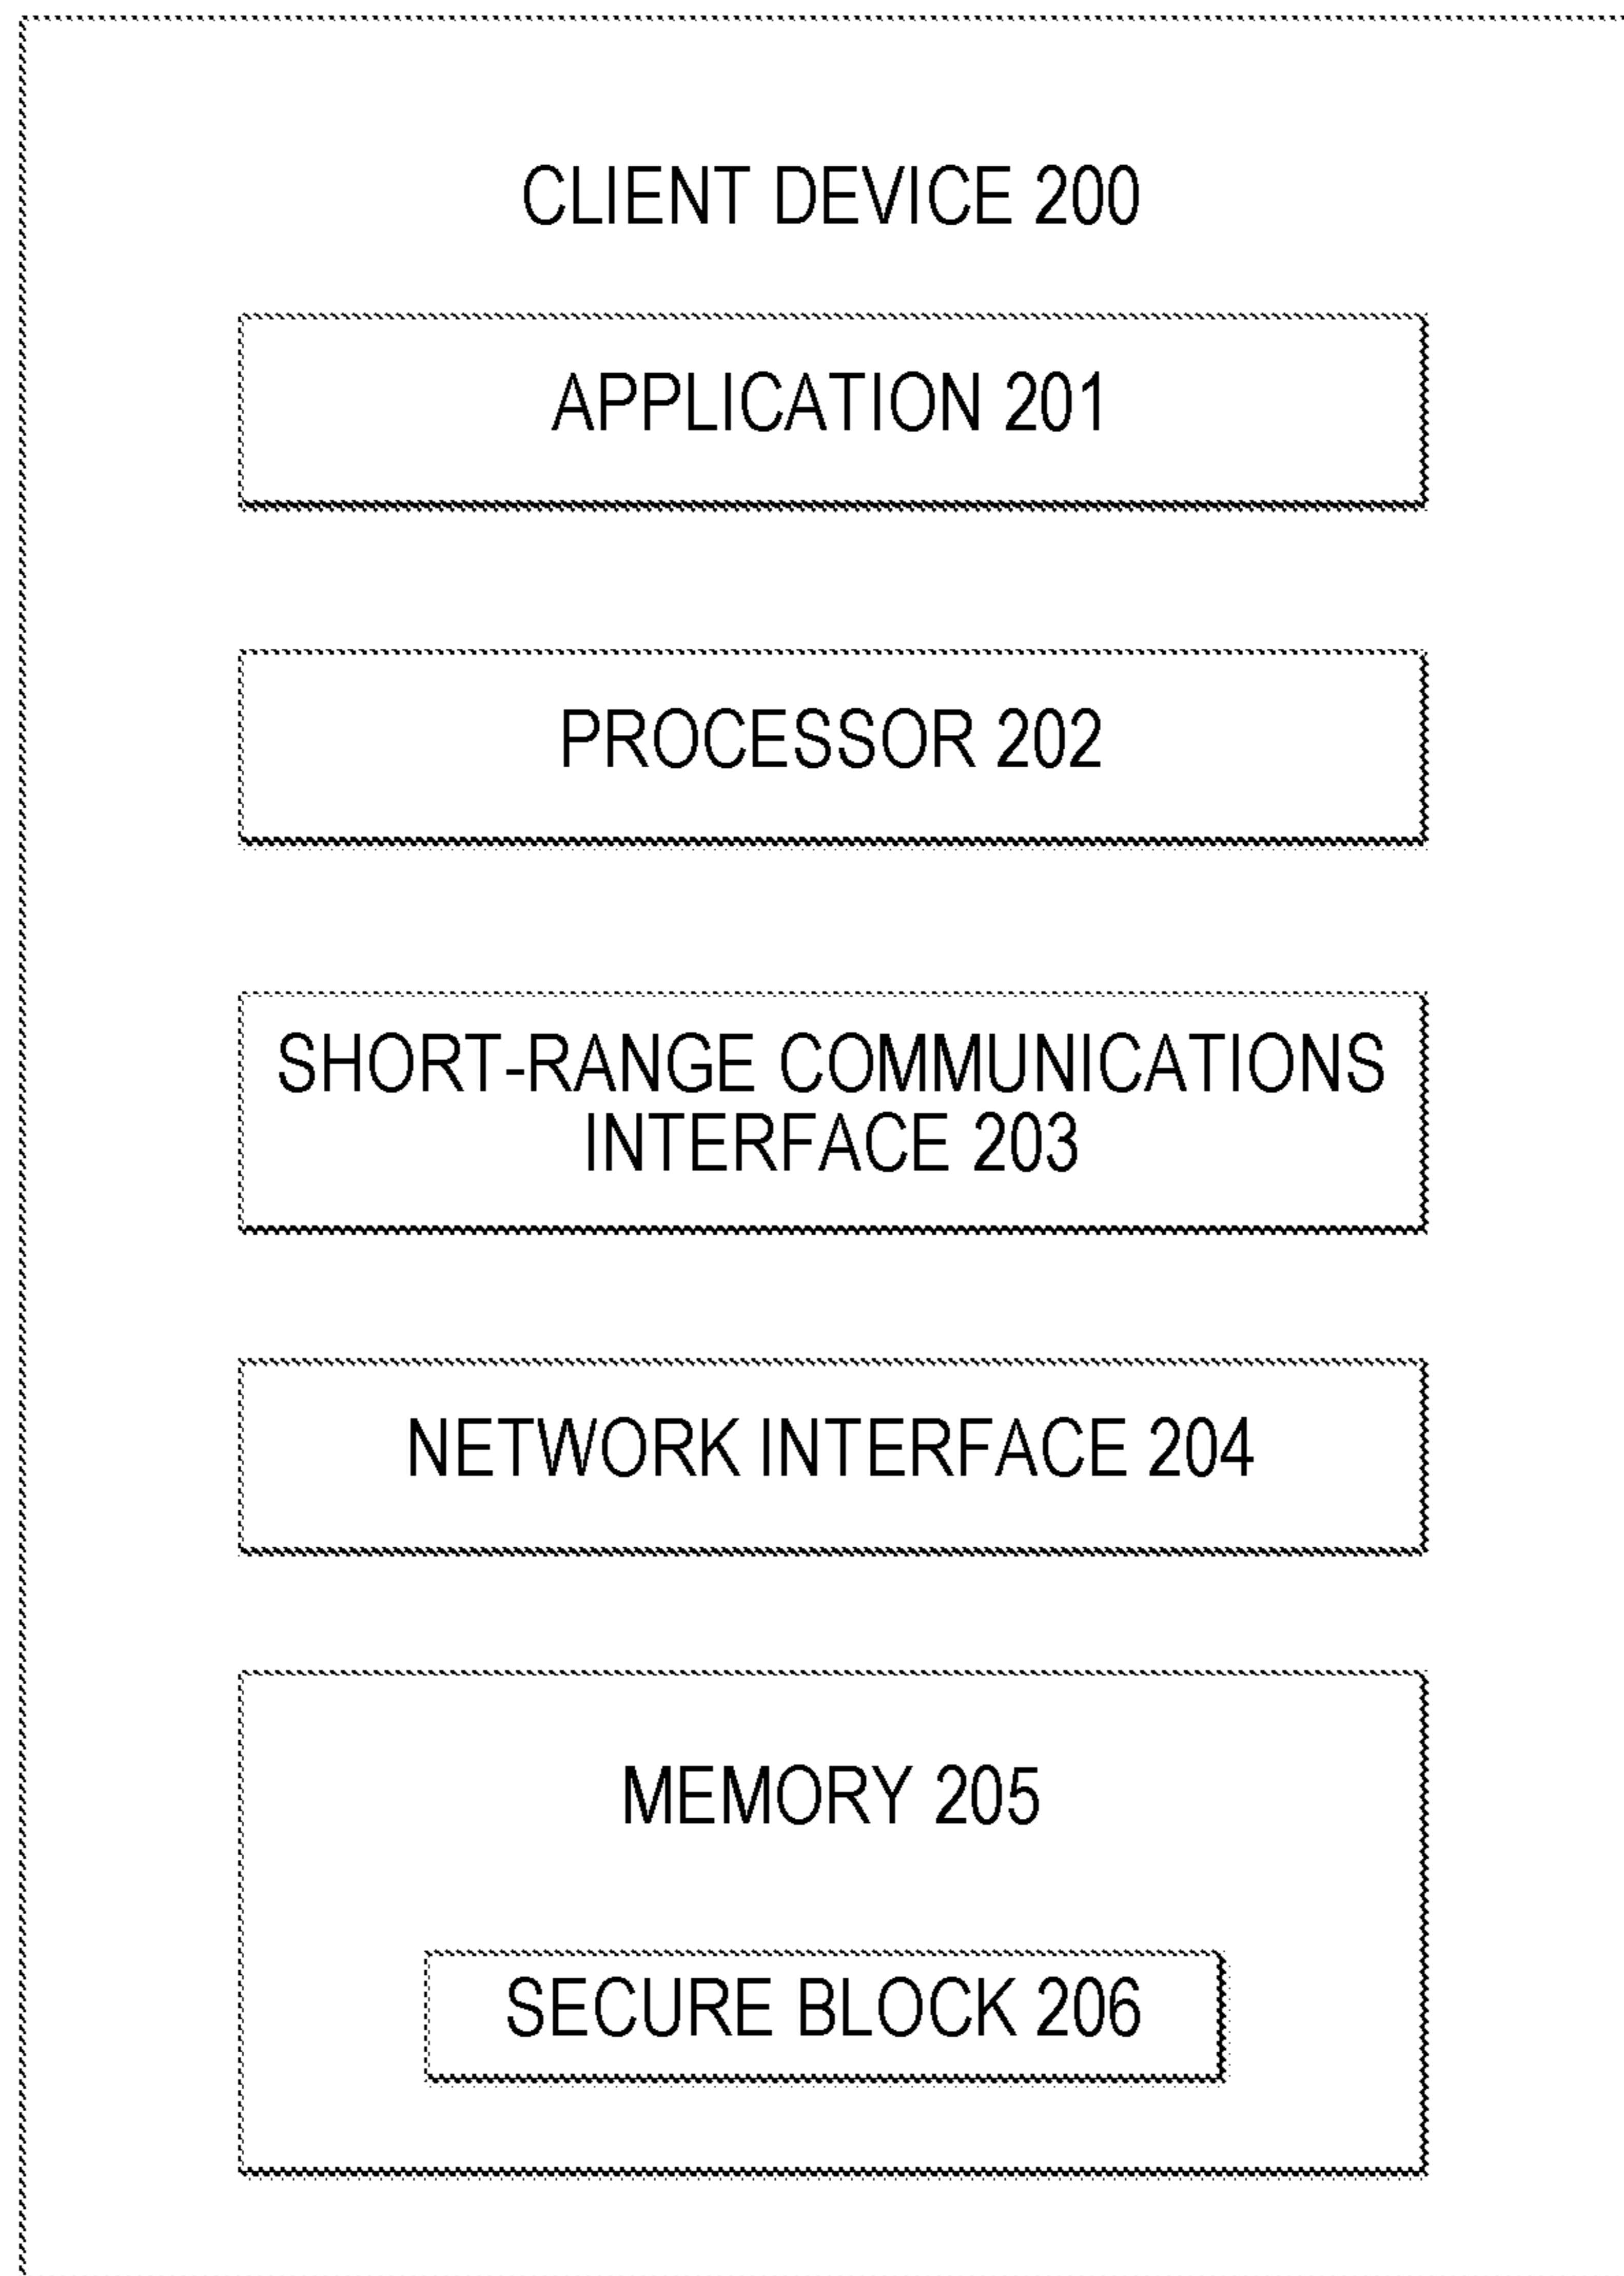 CLIENT DEVICE 200
APPLICATION 201
PROCESSOR 202
SHORT-RANGE COMMUNICATIONS
INTERFACE 203
NETWORK INTERFACE 204
MEMORY 205
SECURE BLOCK 206